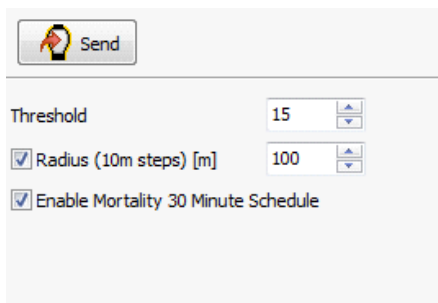 Send
Threshold 15
Radius (10m steps) [m] 100
Enable Mortality 30 Minute Schedule